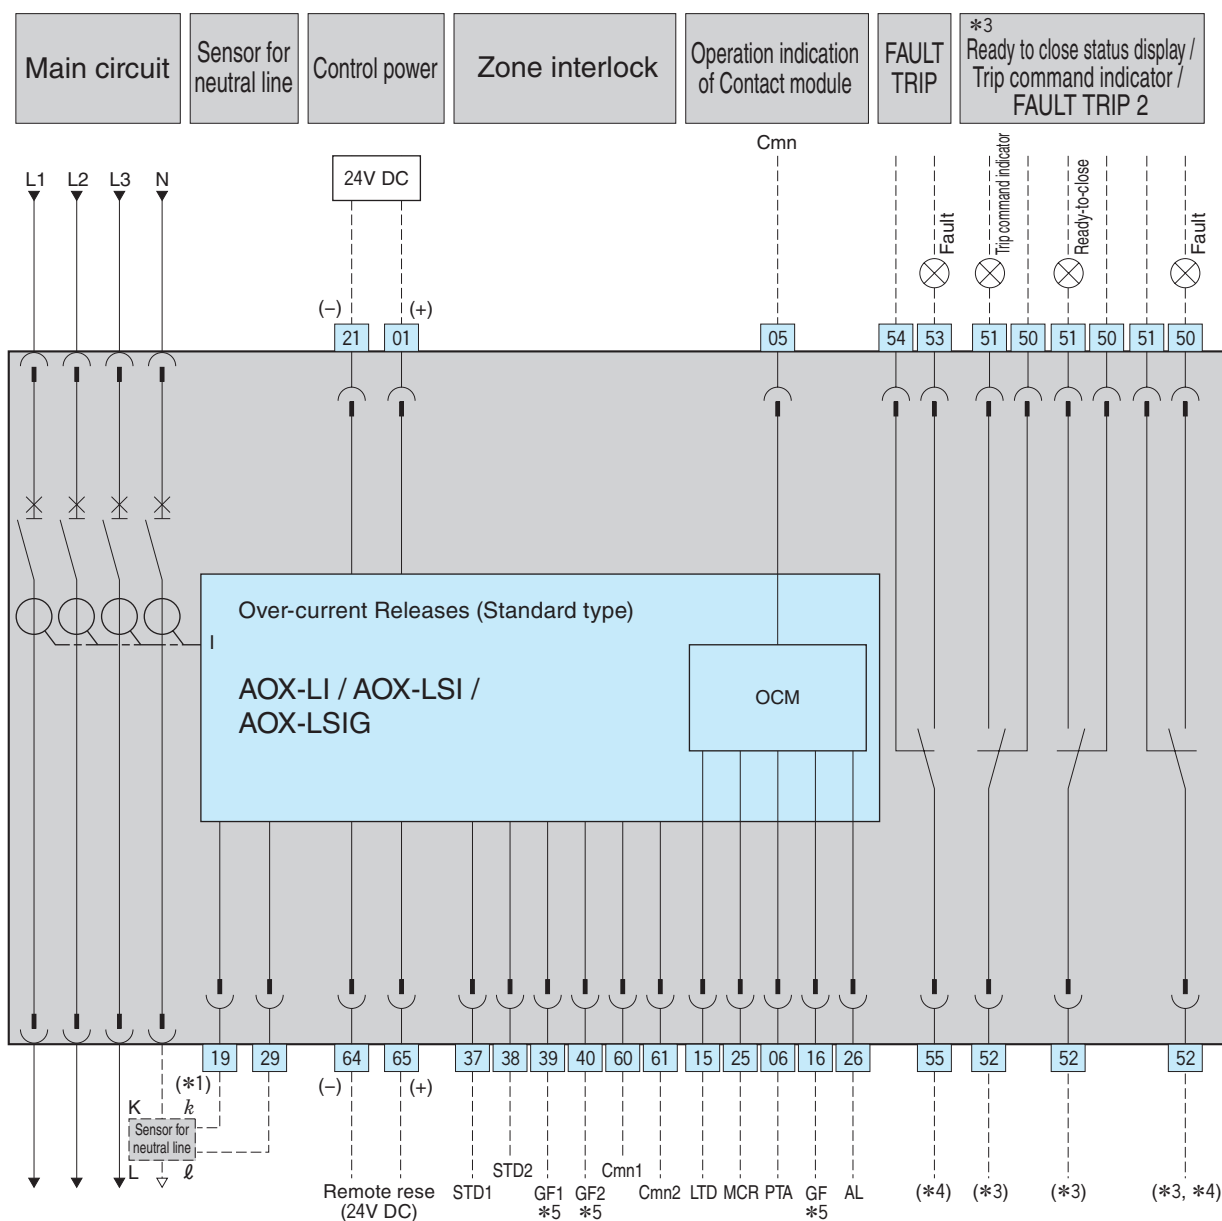 Main circuit
Sensor for
neutral line
Control power
Zone interlock
Operation indication
of Contact module
FAULT
TRIP
*3
Ready to close status display /
Trip command indicator /
FAULT TRIP 2
L1 L2 L3 N
24V DC
Cmn
Fault
Trip command indicator
Ready-to-close
Fault
(–) (+)
21 01 05 54 53 51 50 51 50 51 50
Over-current Releases (Standard type)
I
AOX-LI / AOX-LSI /
AOX-LSIG
OCM
19 29 64 65 37 38 39 40 60 61 15 25 06 16 26 55 52 52 52
(*1) (–) (+)
K k
Sensor for
neutral line
L ℓ
Remote rese
(24V DC)
STD1
STD2
GF1
*5
GF2
*5
Cmn1
Cmn2
LTD
MCR
PTA
GF
*5
AL
(*4)
(*3)
(*3)
(*3, *4)